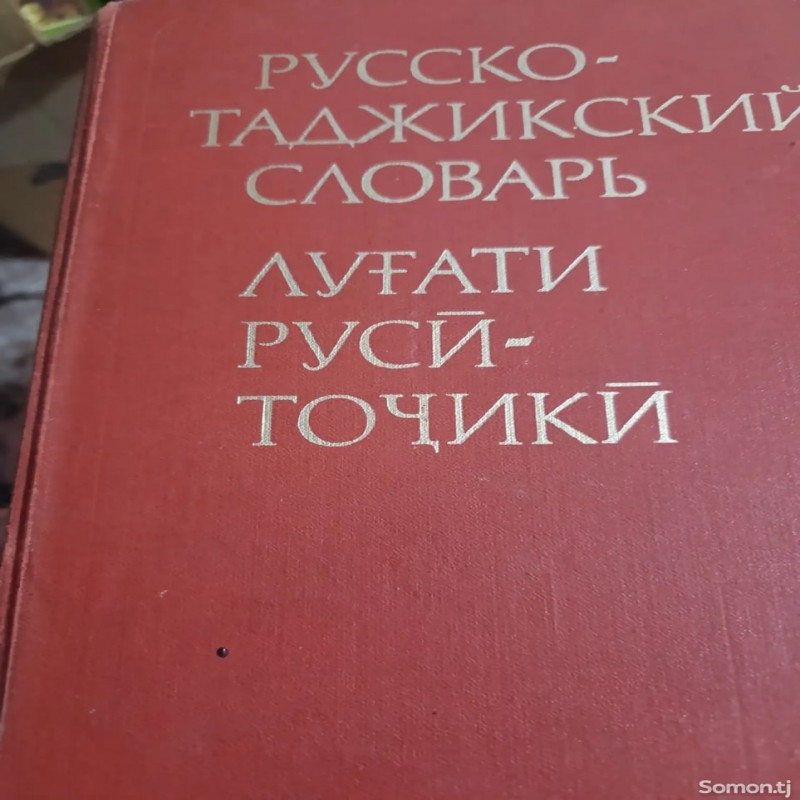 РУССКО-
ТАДЖИКСКИЙ
СЛОВАРЬ
ЛУҒАТИ
РУСӢ-
ТОҶИКӢ
Somon.tj